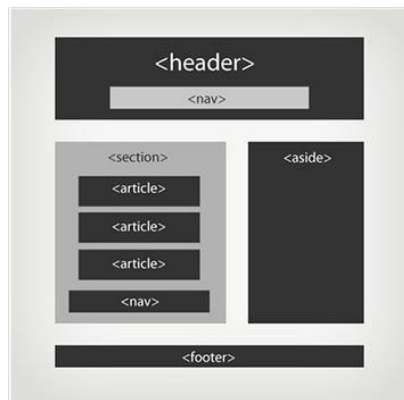 <header>
<nav>
<section>
<article>
<article>
<article>
<nav>
<aside>
<footer>